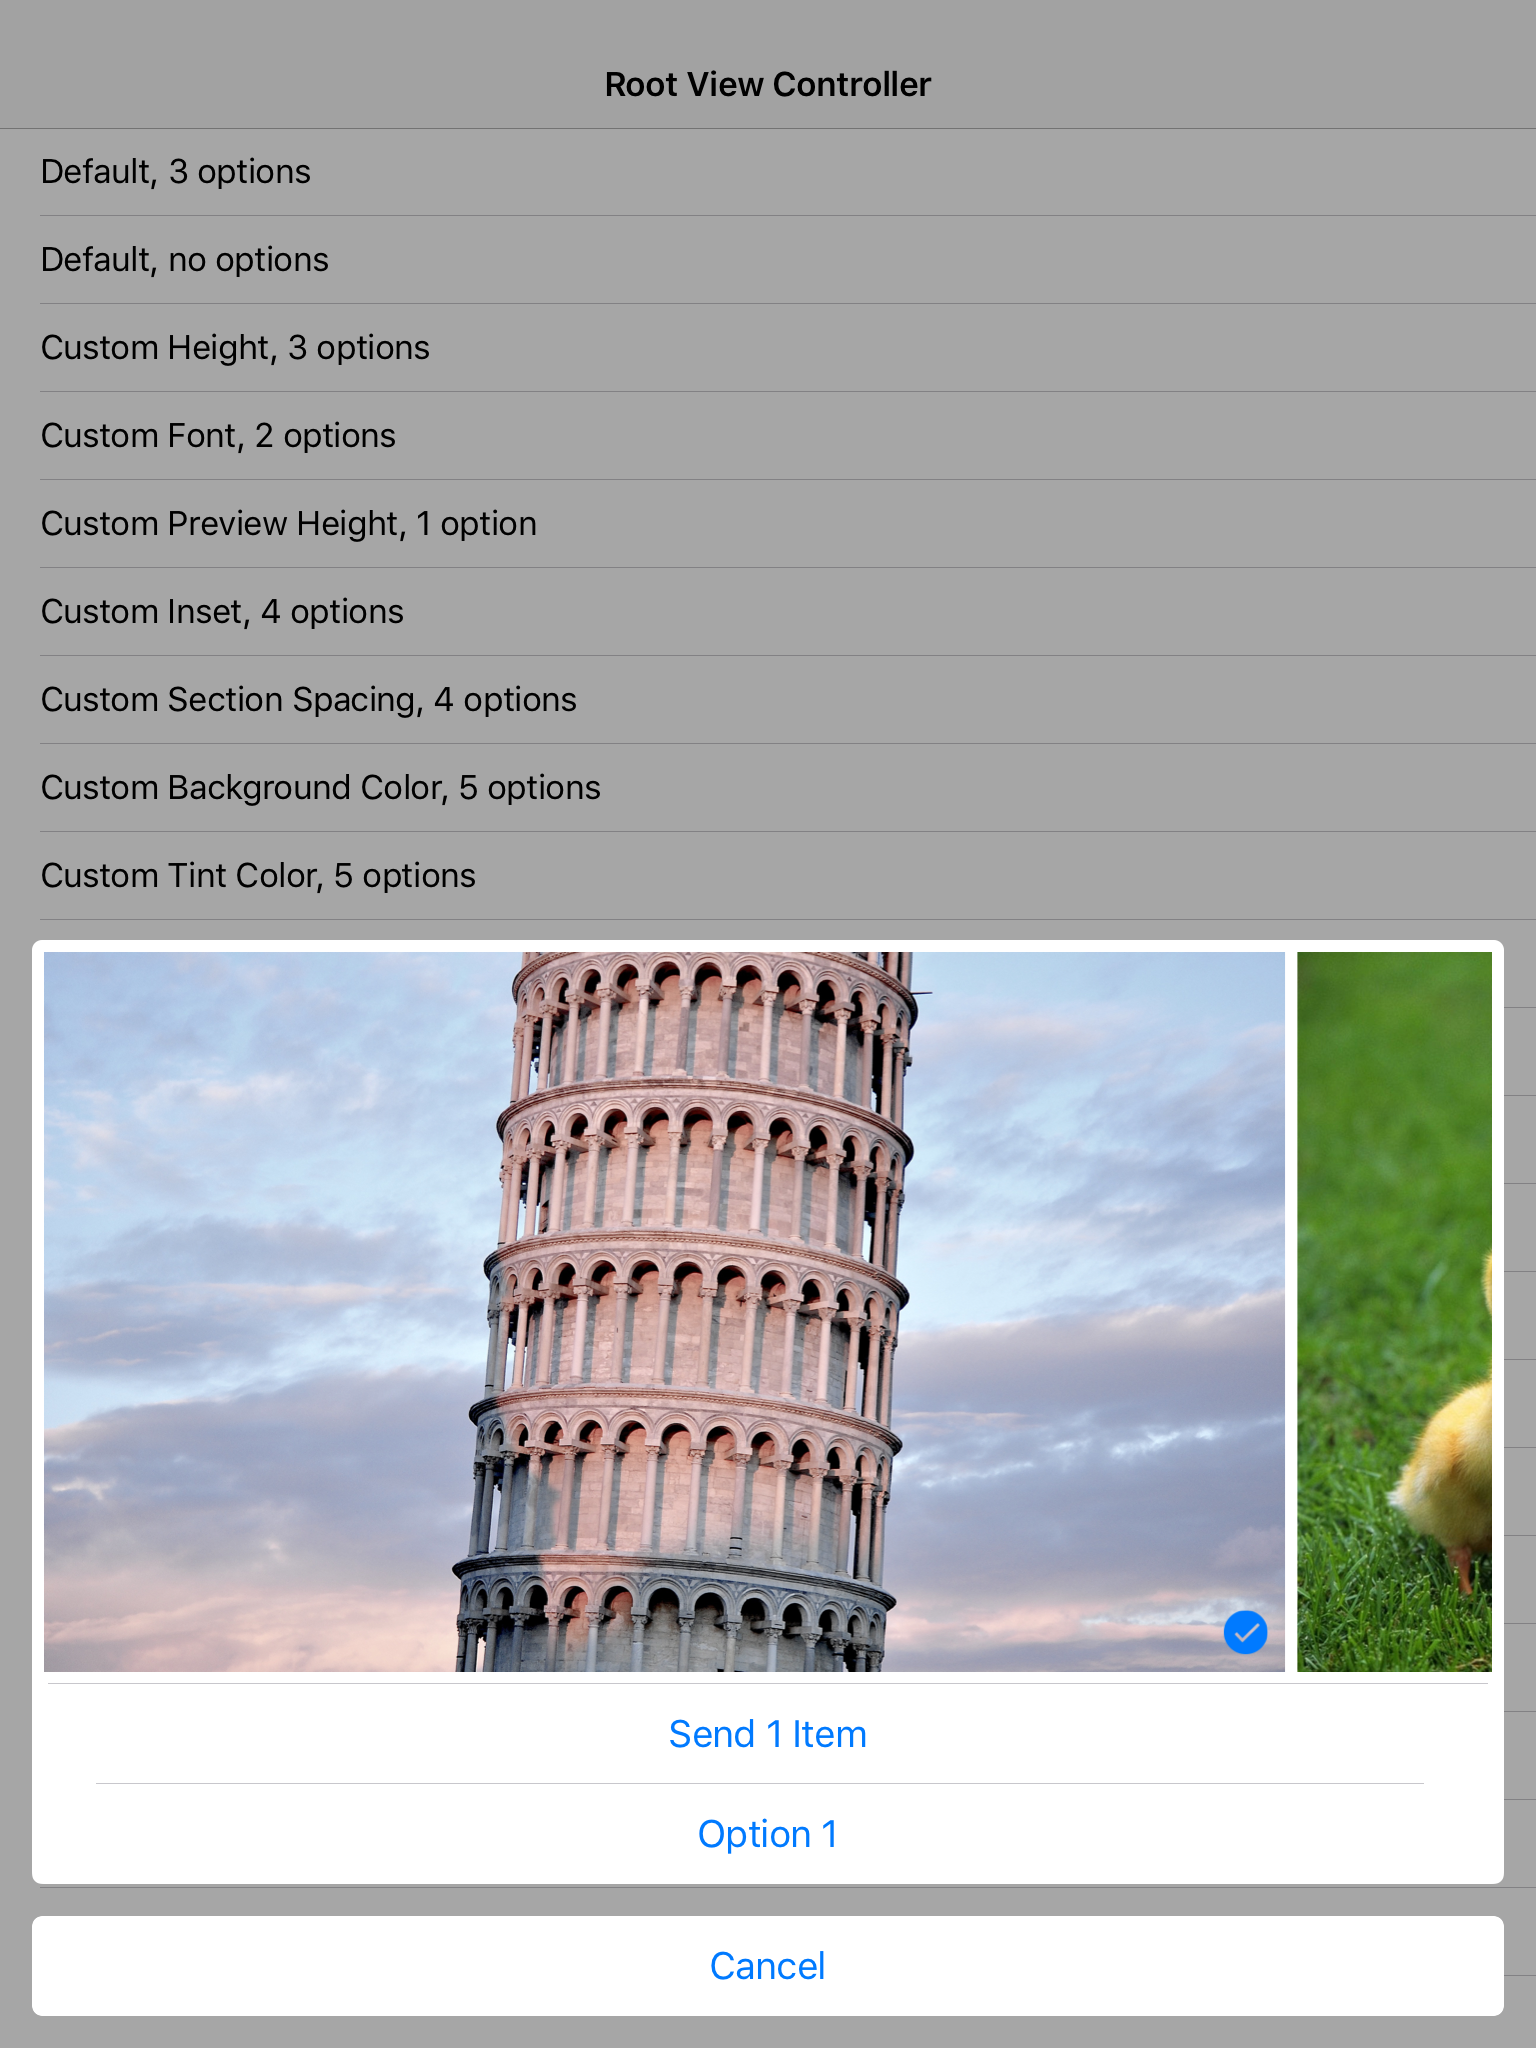 Root View Controller
Default, 3 options
Default, no options
Custom Height, 3 options
Custom Font, 2 options
Custom Preview Height, 1 option
Custom Inset, 4 options
Custom Section Spacing, 4 options
Custom Background Color, 5 options
Custom Tint Color, 5 options
Send 1 Item
Option 1
Cancel